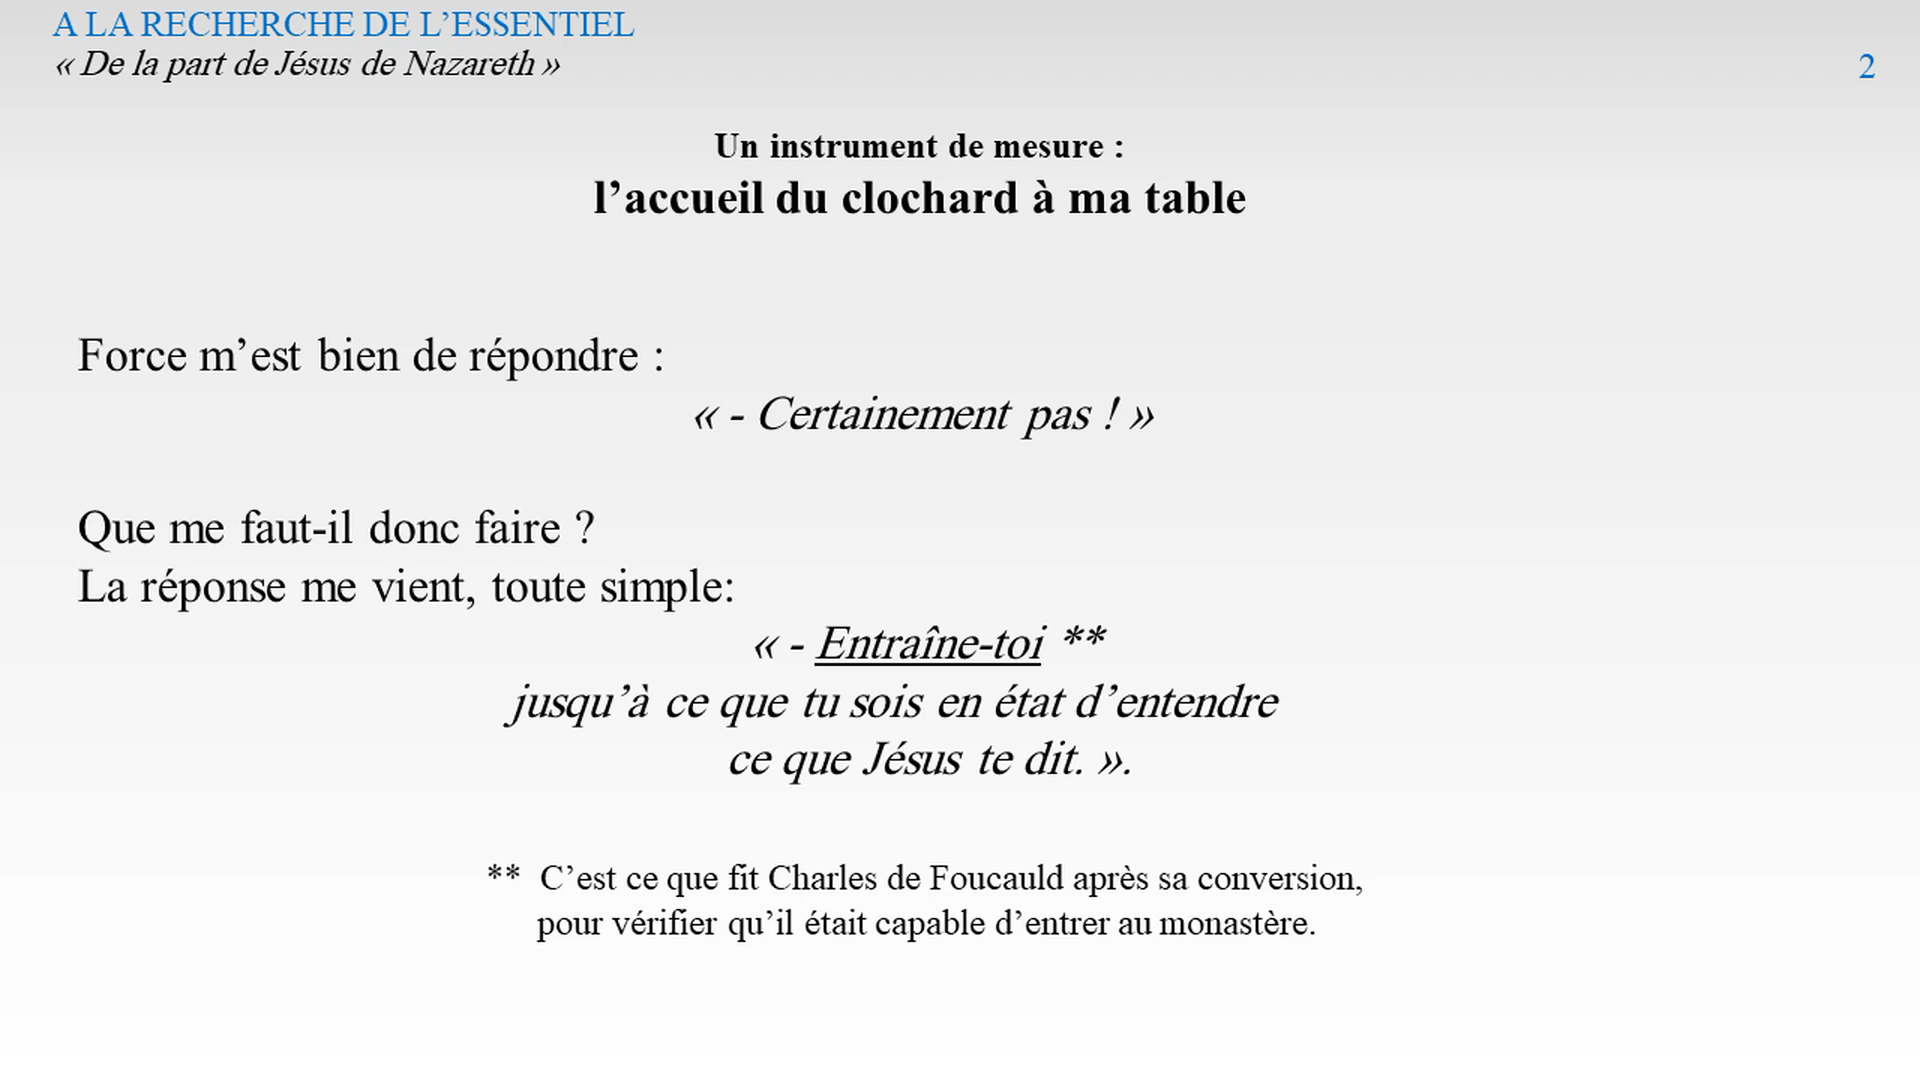 A LA RECHERCHE DE L’ESSENTIEL
« De la part de Jésus de Nazareth »
2
Un instrument de mesure :
l’accueil du clochard à ma table
Force m’est bien de répondre :
« - Certainement pas ! »
Que me faut-il donc faire ?
La réponse me vient, toute simple:
« - Entraîne-toi **
jusqu’à ce que tu sois en état d’entendre
ce que Jésus te dit. ».
** C’est ce que fit Charles de Foucauld après sa conversion,
pour vérifier qu’il était capable d’entrer au monastère.